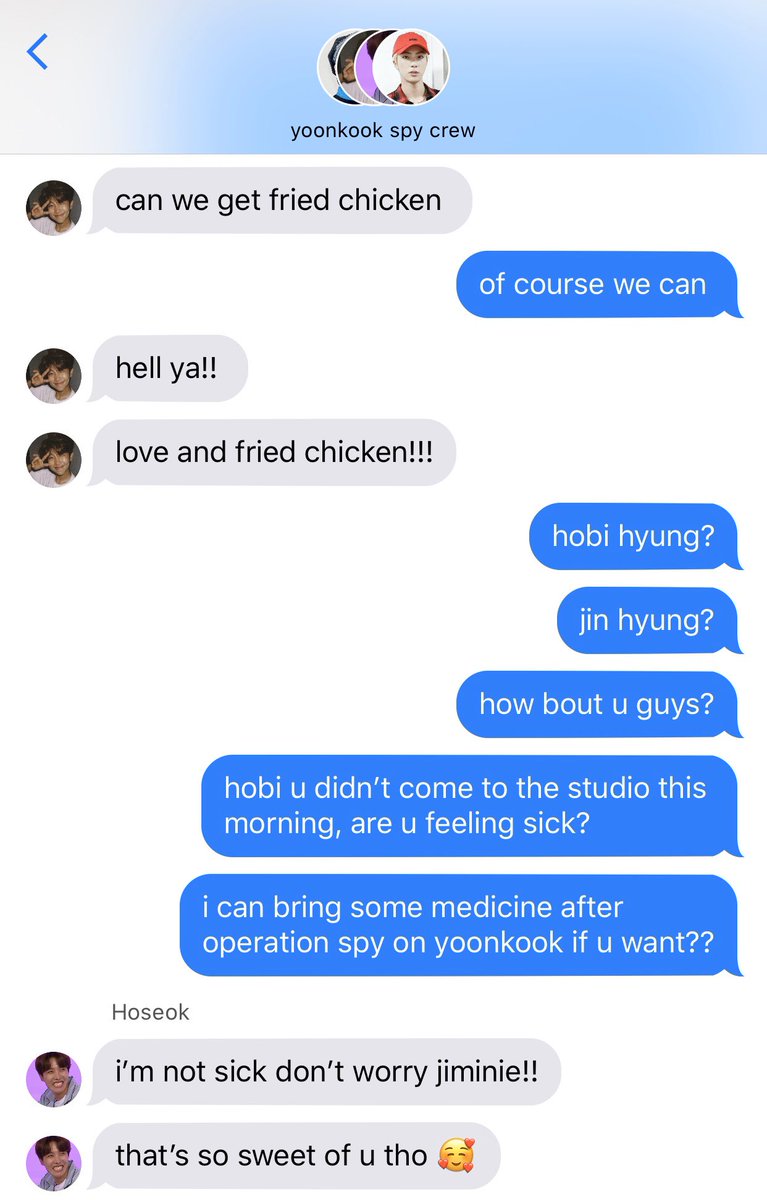 yoonkook spy crew
can we get fried chicken
of course we can
hell ya!!
love and fried chicken!!!
hobi hyung?
jin hyung?
how bout u guys?
hobi u didn’t come to the studio this
morning, are u feeling sick?
i can bring some medicine after
operation spy on yoonkook if u want??
Hoseok
i’m not sick don’t worry jiminie!!
that’s so sweet of u tho 🥰